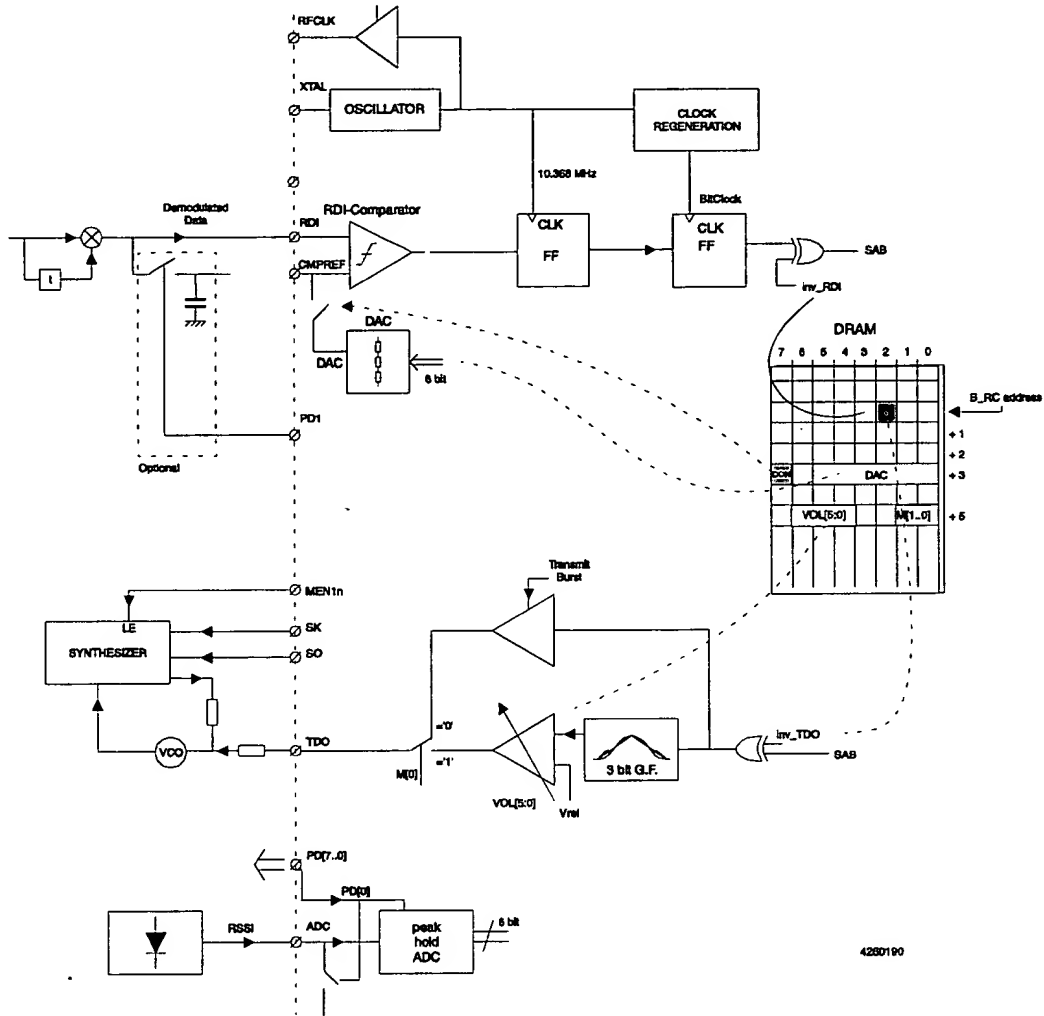 RFCLK
XTAL
OSCILLATOR
CLOCK
REGENERATION
10.368 MHz
BitClock
Demodulated
Data
RDI
RDI-Comparator
CLK
FF
CLK
FF
SAB
inv_RDI
t
CMPREF
DAC
DAC
6 bit
DRAM
7 6 5 4 3 2 1 0
B_RC address
+ 1
+ 2
DAC
+ 3
VOL[5:0]
M[1..0]
+ 5
PD1
Optional
Transmit
Burst
MEN1n
LE
SK
SYNTHESIZER
SO
='0'
TDO
VCO
='1'
M[0]
3 bit G.F.
inv_TDO
SAB
VOL[5:0]
Vref
PD[7..0]
PD[0]
RSSI
ADC
peak
hold
ADC
6 bit
4260190